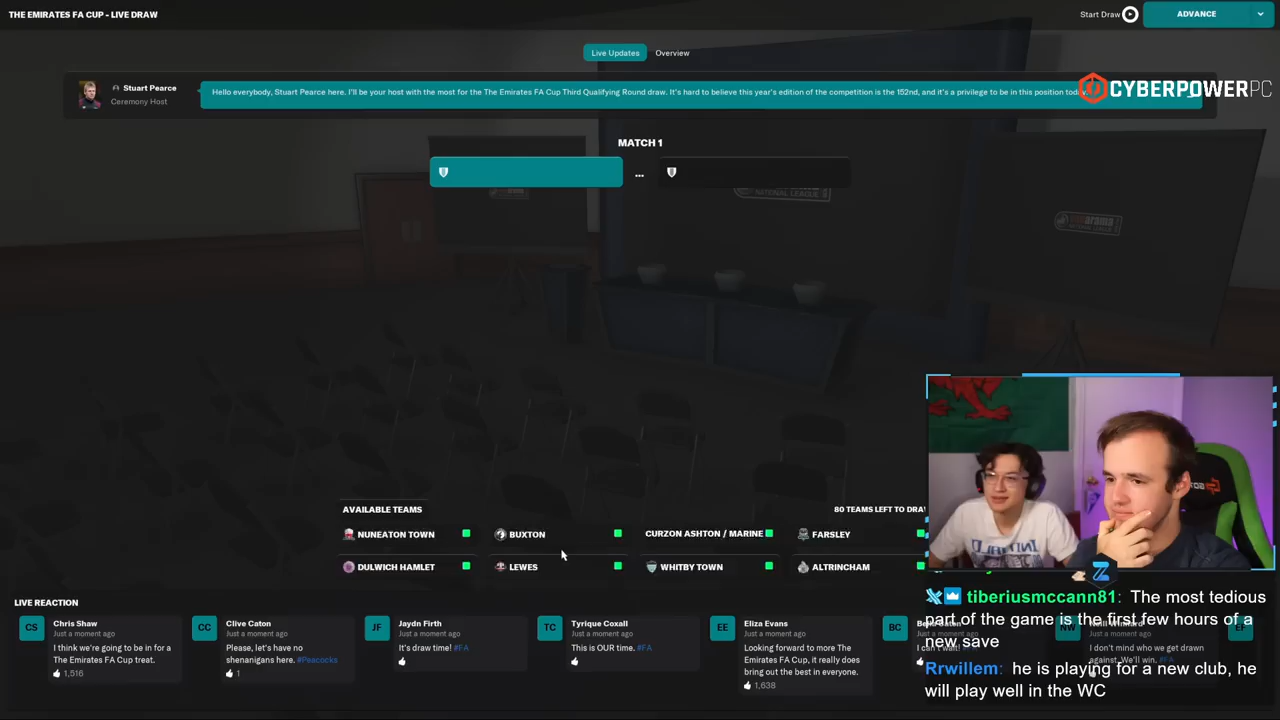 THE EMIRATES FA CUP - LIVE DRAW
Start Draw
ADVANCE
Live Updates
Overview
Stuart Pearce
Ceremony Host
Hello everybody, Stuart Pearce here. I'll be your host with the most for the The Emirates FA Cup Third Qualifying Round draw. It's hard to believe this year's edition of the competition is the 152nd, and it's a privilege to be in this position
CYBERPOWERPC
MATCH 1
...
NATIONAL LEAGUE
AVAILABLE TEAMS
80 TEAMS LEFT TO
NUNEATON TOWN
BUXTON
CURZON ASHTON / MARINE
FARSLEY
DULWICH HAMLET
LEWES
WHITBY TOWN
ALTRINCHAM
LIVE REACTION
CS
Chris Shaw
Just a moment ago
I think we're going to be in for a
The Emirates FA Cup treat.
1,516
CC
Clive Caton
Just a moment ago
Please, let's have no
shenanigans here. #Peacocks
1
JF
Jaydn Firth
Just a moment ago
It's draw time! #FA
TC
Tyrique Coxall
Just a moment ago
This is OUR time. #FA
EE
Eliza Evans
Just a moment ago
Looking forward to more The
Emirates FA Cup, it really does
bring out the best in everyone.
1,638
BC
NW
EF
tiberiusmccann81: The most tedious
part of the game is the first few hours of a
new save
Rrwillem: he is playing for a new club, he
will play well in the WC